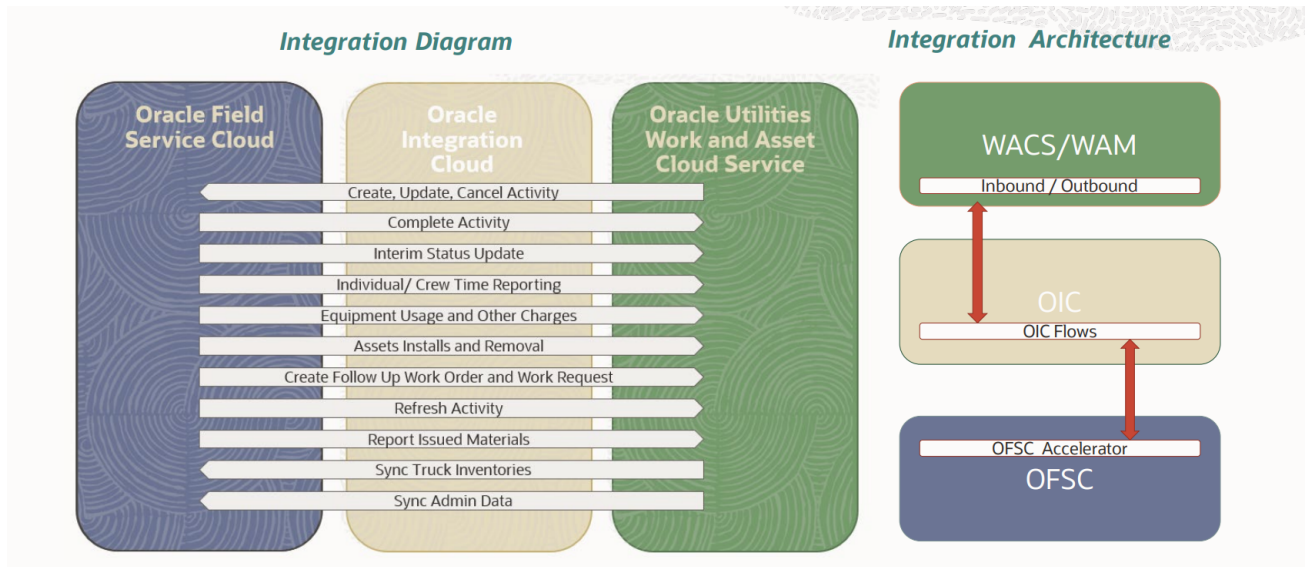 Integration Diagram
Integration Architecture
Oracle Field
Service Cloud
Oracle
Integration
Cloud
Oracle Utilities
Work and Asset
Cloud Service
Create, Update, Cancel Activity
Complete Activity
Interim Status Update
Individual/ Crew Time Reporting
Equipment Usage and Other Charges
Assets Installs and Removal
Create Follow Up Work Order and Work Request
Refresh Activity
Report Issued Materials
Sync Truck Inventories
Sync Admin Data
WACS/WAM
Inbound / Outbound
OIC
OIC Flows
OFSC Accelerator
OFSC